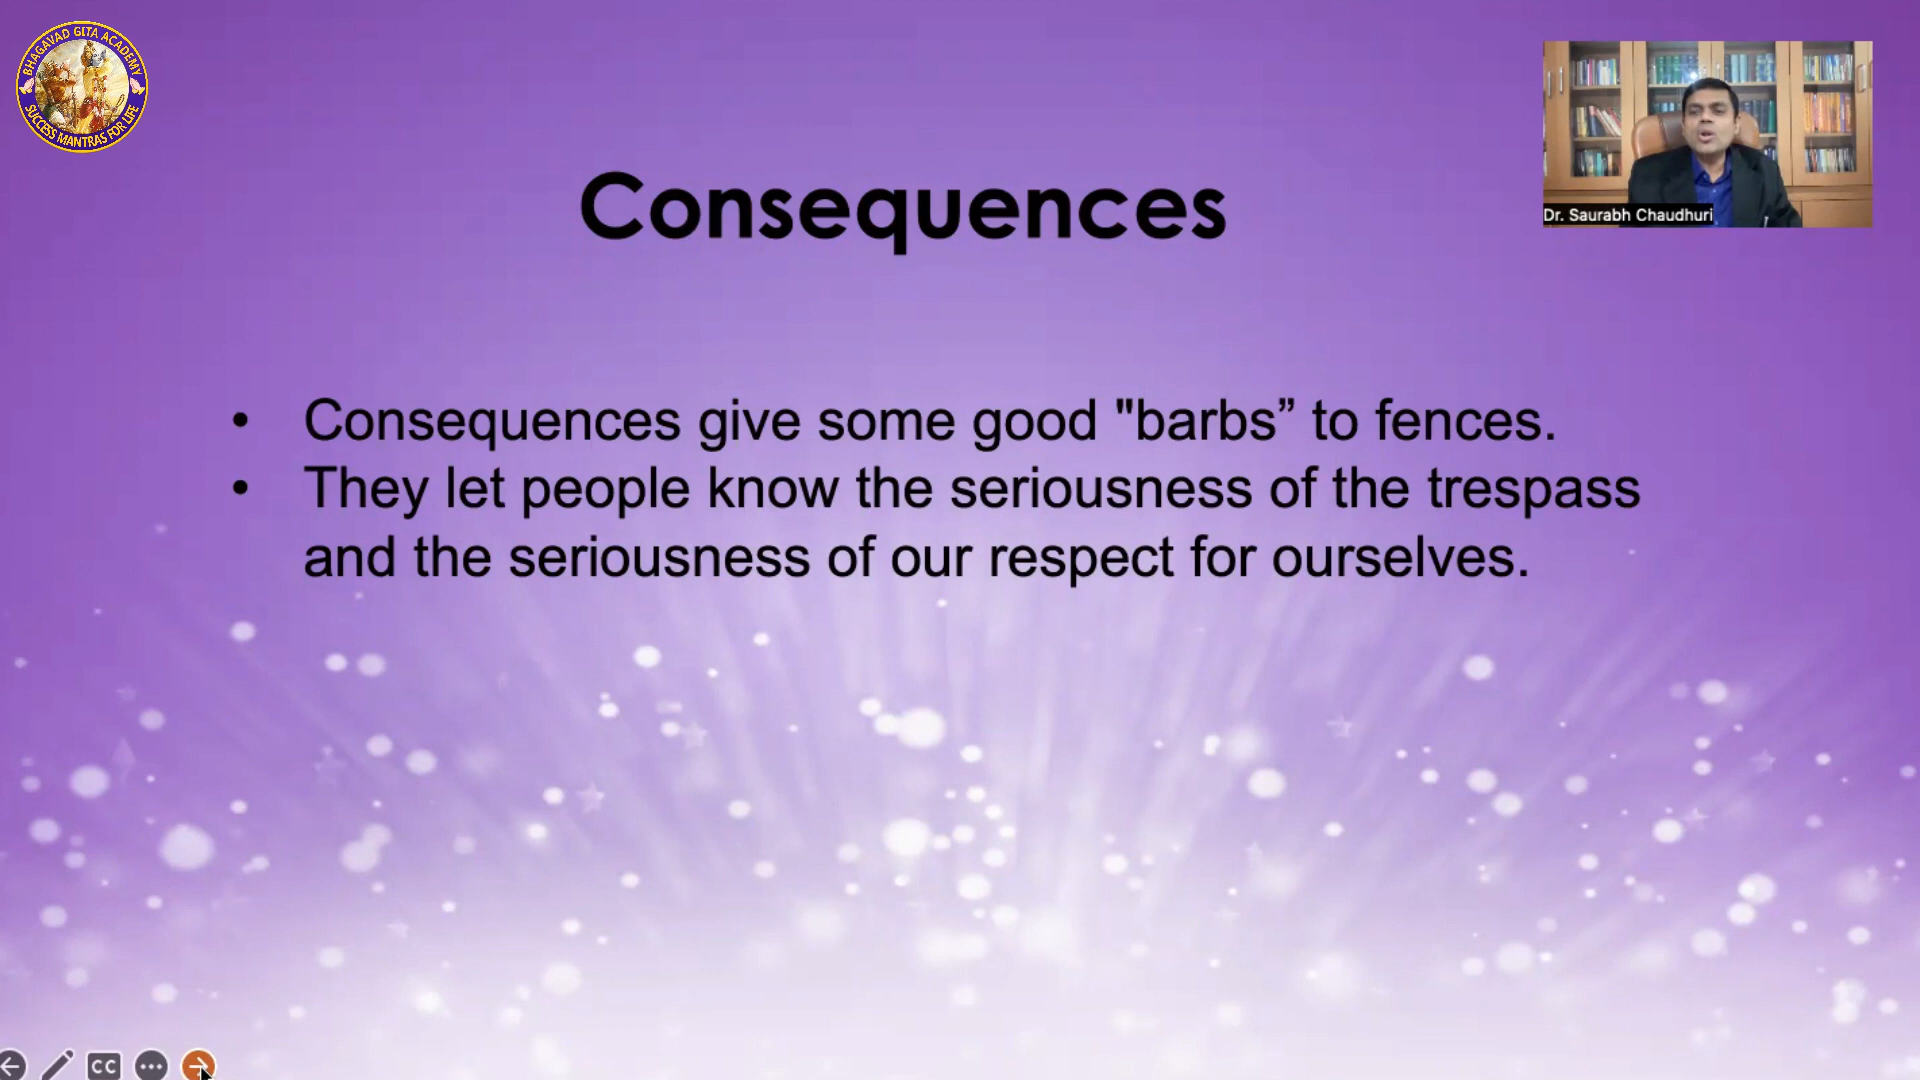 BHAGAVAD GITA ACADEMY
SUCCESS MANTRAS FOR LIFE
Dr. Saurabh Chaudhuri
Consequences
• Consequences give some good "barbs” to fences.
• They let people know the seriousness of the trespass
and the seriousness of our respect for ourselves.
CC